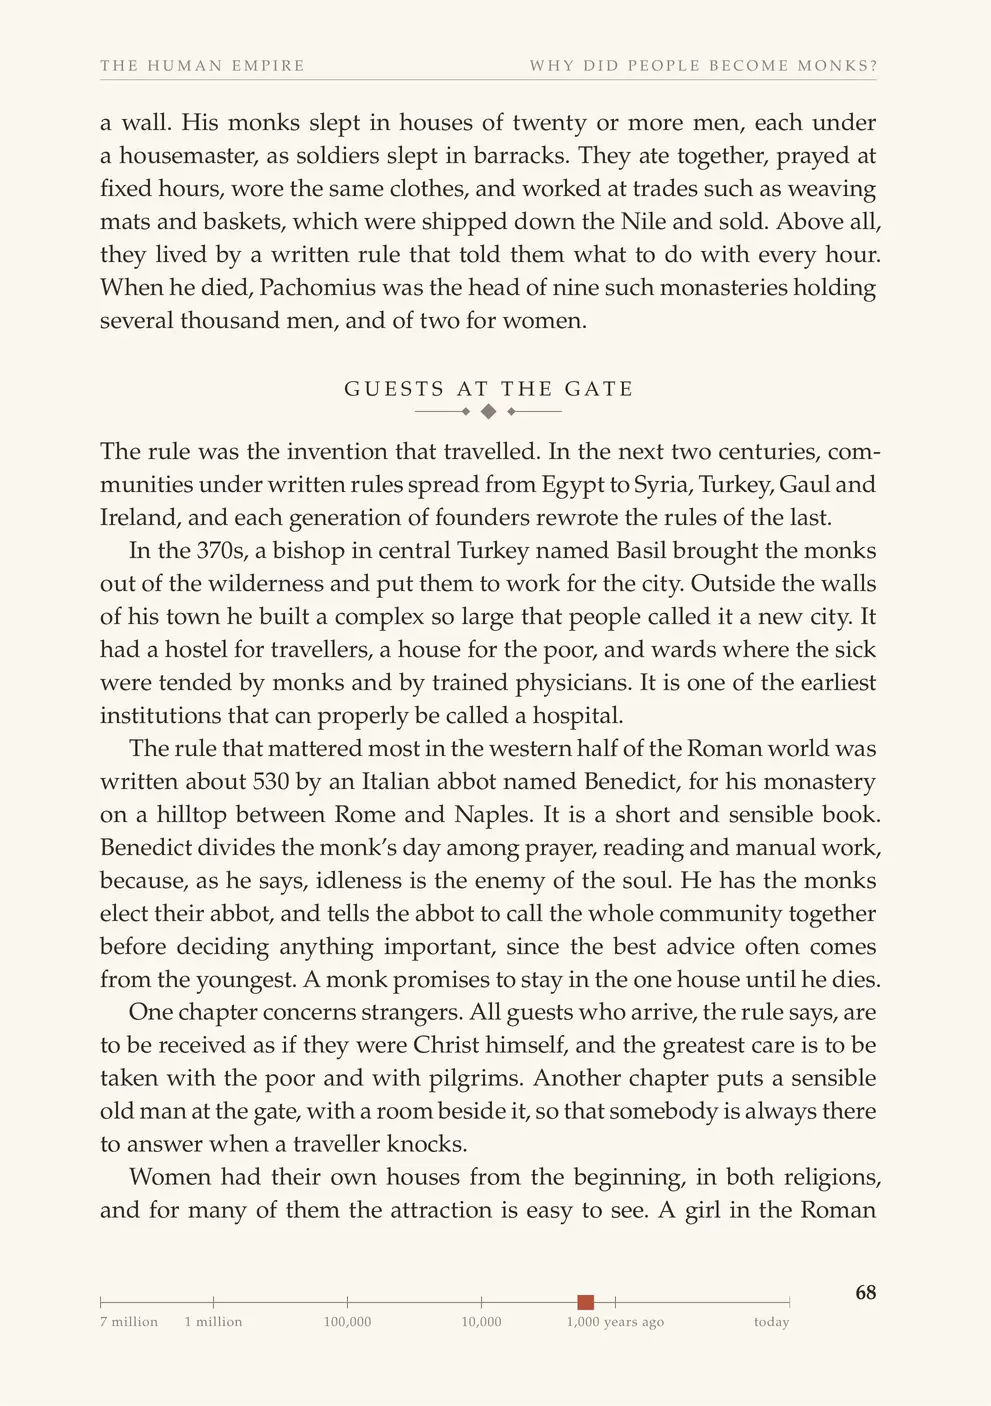 THE HUMAN EMPIRE
WHY DID PEOPLE BECOME MONKS?
a wall. His monks slept in houses of twenty or more men, each under
a housemaster, as soldiers slept in barracks. They ate together, prayed at
fixed hours, wore the same clothes, and worked at trades such as weaving
mats and baskets, which were shipped down the Nile and sold. Above all,
they lived by a written rule that told them what to do with every hour.
When he died, Pachomius was the head of nine such monasteries holding
several thousand men, and of two for women.
GUESTS AT THE GATE
The rule was the invention that travelled. In the next two centuries, com-
munities under written rules spread from Egypt to Syria, Turkey, Gaul and
Ireland, and each generation of founders rewrote the rules of the last.
In the 370s, a bishop in central Turkey named Basil brought the monks
out of the wilderness and put them to work for the city. Outside the walls
of his town he built a complex so large that people called it a new city. It
had a hostel for travellers, a house for the poor, and wards where the sick
were tended by monks and by trained physicians. It is one of the earliest
institutions that can properly be called a hospital.
The rule that mattered most in the western half of the Roman world was
written about 530 by an Italian abbot named Benedict, for his monastery
on a hilltop between Rome and Naples. It is a short and sensible book.
Benedict divides the monk’s day among prayer, reading and manual work,
because, as he says, idleness is the enemy of the soul. He has the monks
elect their abbot, and tells the abbot to call the whole community together
before deciding anything important, since the best advice often comes
from the youngest. A monk promises to stay in the one house until he dies.
One chapter concerns strangers. All guests who arrive, the rule says, are
to be received as if they were Christ himself, and the greatest care is to be
taken with the poor and with pilgrims. Another chapter puts a sensible
old man at the gate, with a room beside it, so that somebody is always there
to answer when a traveller knocks.
Women had their own houses from the beginning, in both religions,
and for many of them the attraction is easy to see. A girl in the Roman
68
7 million
1 million
100,000
10,000
1,000 years ago
today